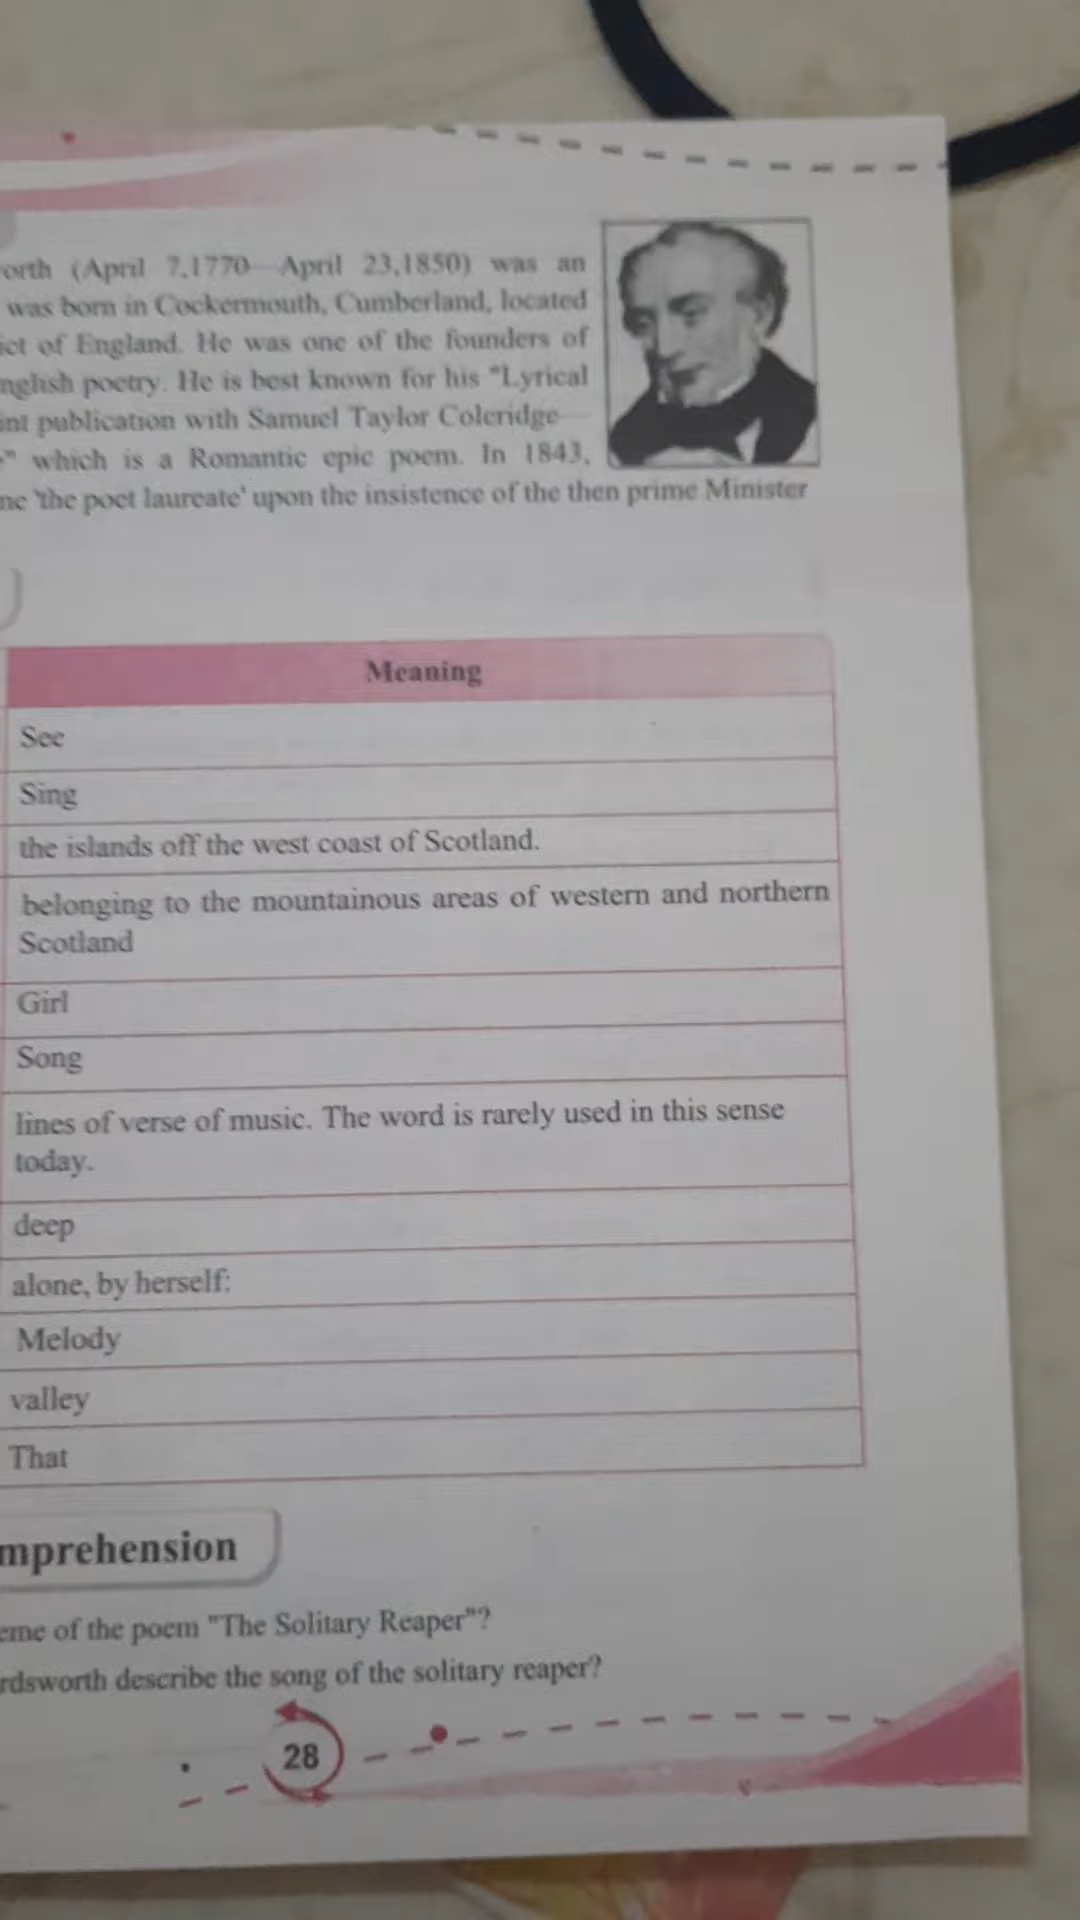 orth (April 7,1770—April 23,1850) was an
was born in Cockermouth, Cumberland, located
ict of England. He was one of the founders of
nglish poetry. He is best known for his "Lyrical
int publication with Samuel Taylor Coleridge—
" which is a Romantic epic poem. In 1843,
ne 'the poet laureate' upon the insistence of the then prime Minister
Meaning
See
Sing
the islands off the west coast of Scotland.
belonging to the mountainous areas of western and northern
Scotland
Girl
Song
lines of verse of music. The word is rarely used in this sense
today.
deep
alone, by herself:
Melody
valley
That
mprehension
eme of the poem "The Solitary Reaper"?
rdsworth describe the song of the solitary reaper?
28